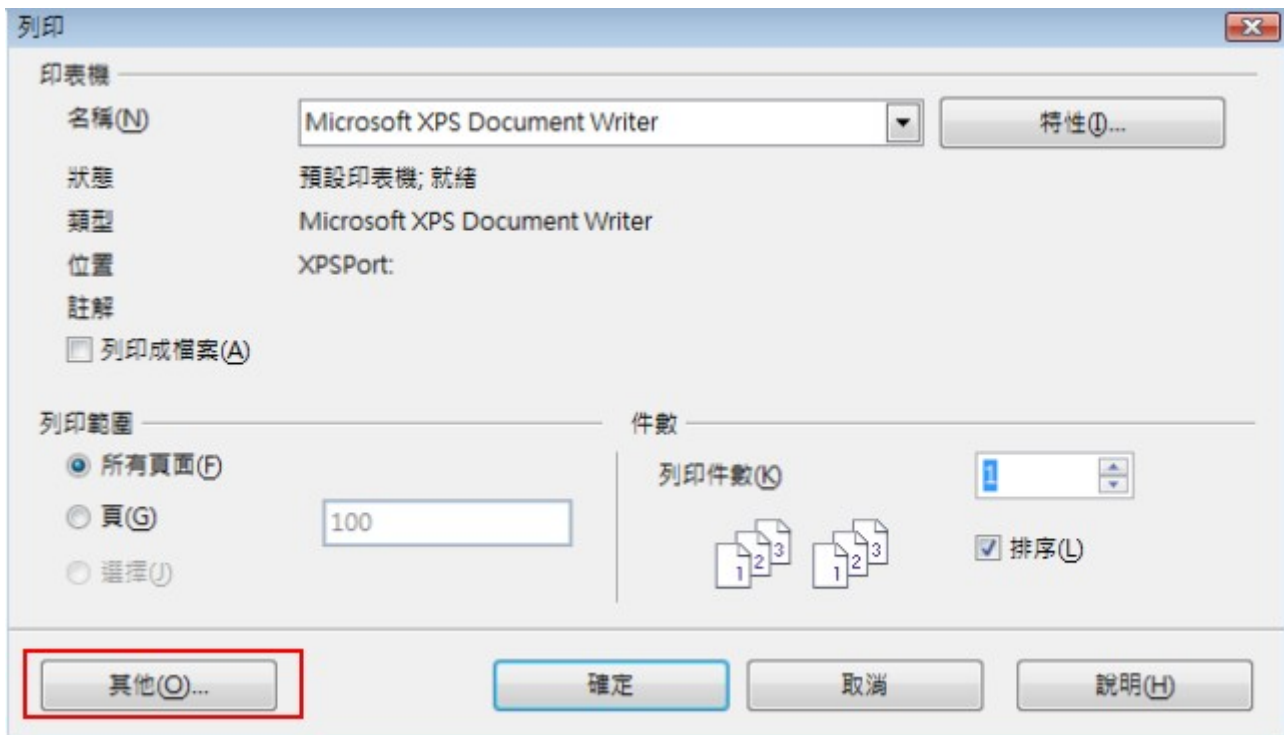 列印
印表機
名稱(N) Microsoft XPS Document Writer 特性(I)...
狀態 預設印表機; 就緒
類型 Microsoft XPS Document Writer
位置 XPSPort:
註解
列印成檔案(A)
列印範圍 件數
所有頁面(F) 列印件數(K) 1
頁(G) 100
1 2 3 1 2 3 排序(L)
選擇(J)
其他(O)... 確定 取消 說明(H)